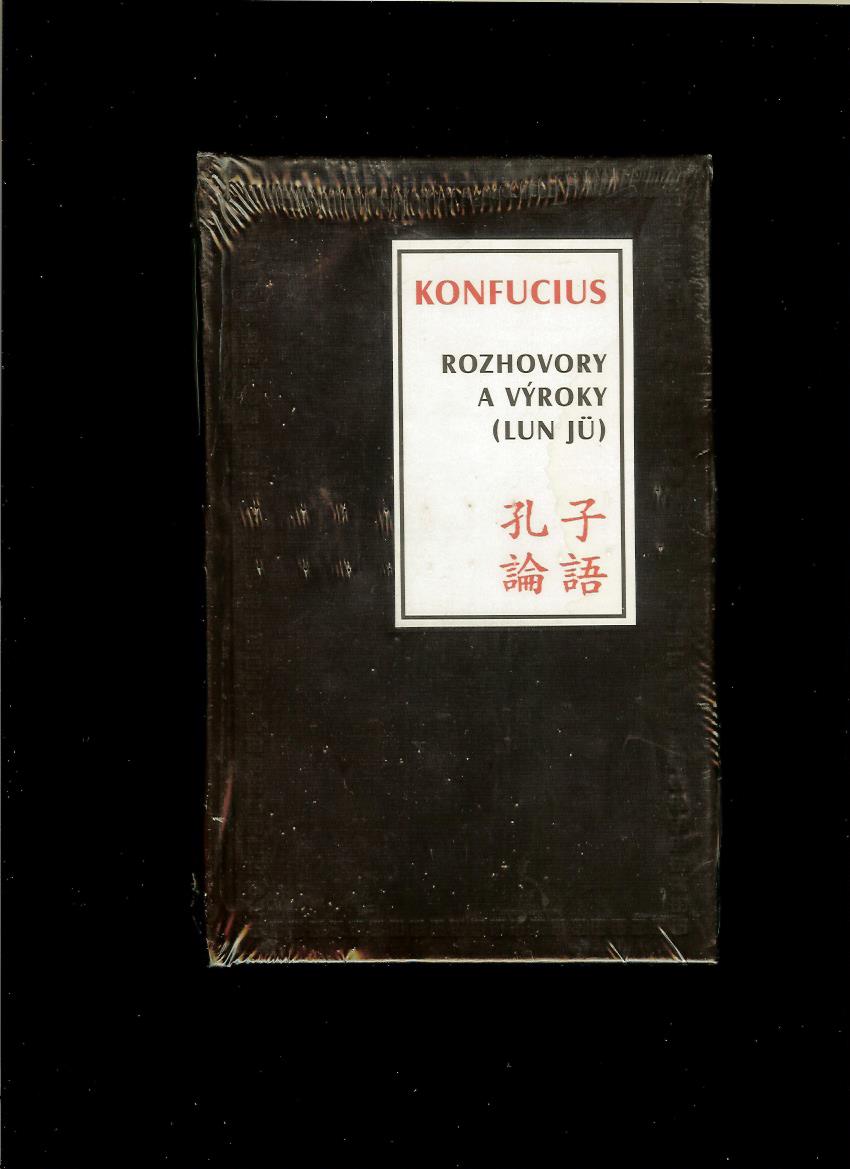 KONFUCIUS
ROZHOVORY
A VÝROKY
(LUN JÜ)
孔子
論語